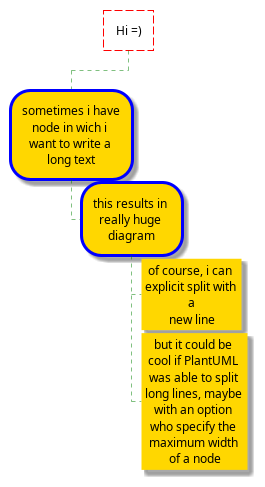 Hi =)
sometimes i have
node in wich i
want to write a
long text
this results in
really huge
diagram
of course, i can
explicit split with
a
new line
but it could be
cool if PlantUML
was able to split
long lines, maybe
with an option
who specify the
maximum width
of a node